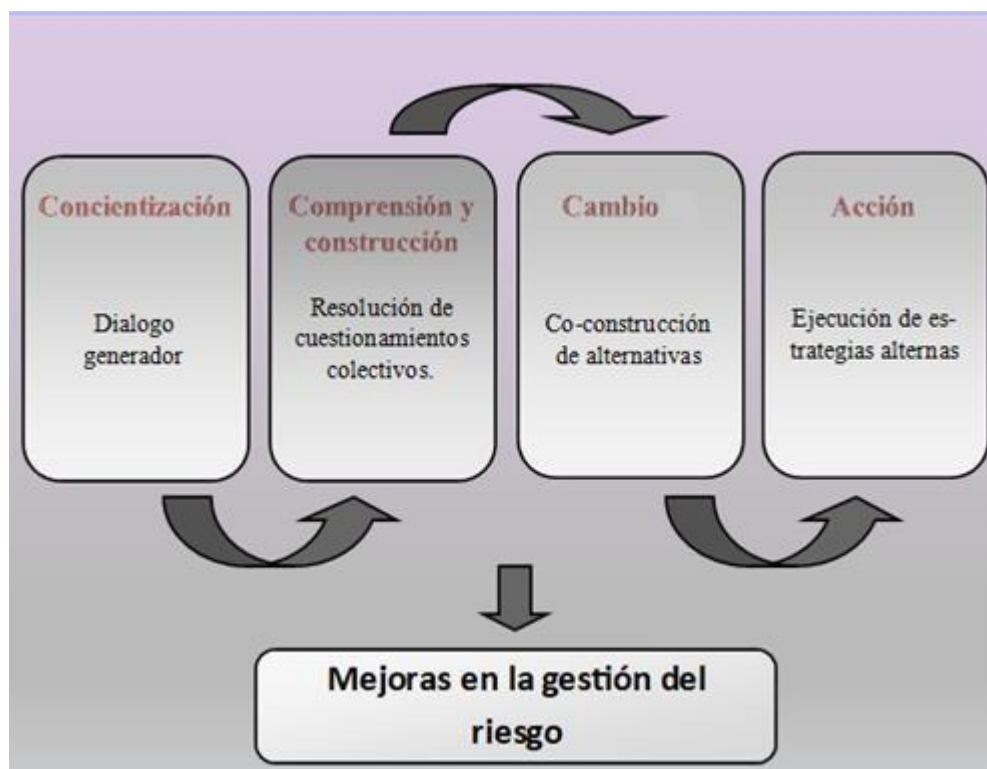 Concientización
Dialogo
generador
Comprensión y
construcción
Resolución de
cuestionamientos
colectivos.
Cambio
Co-construcción
de alternativas
Acción
Ejecución de es-
trategias alternas
Mejoras en la gestión del
riesgo